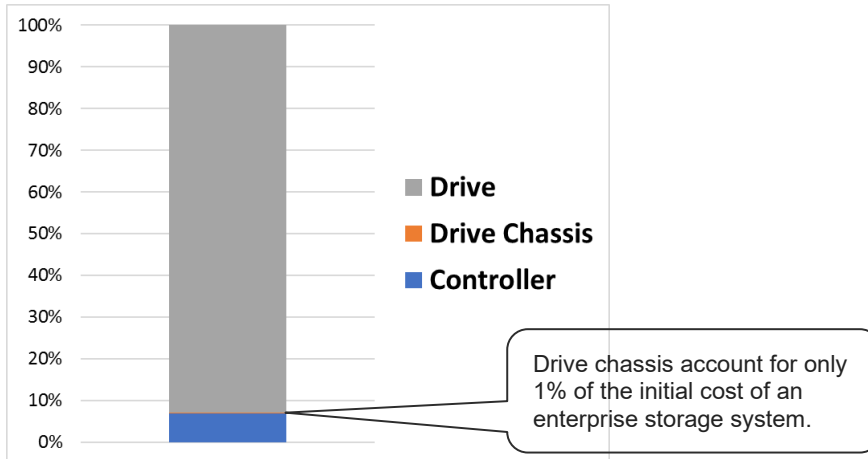 100%
90%
80%
70%
60%
50%
40%
30%
20%
10%
0%
Drive
Drive Chassis
Controller
Drive chassis account for only
1% of the initial cost of an
enterprise storage system.